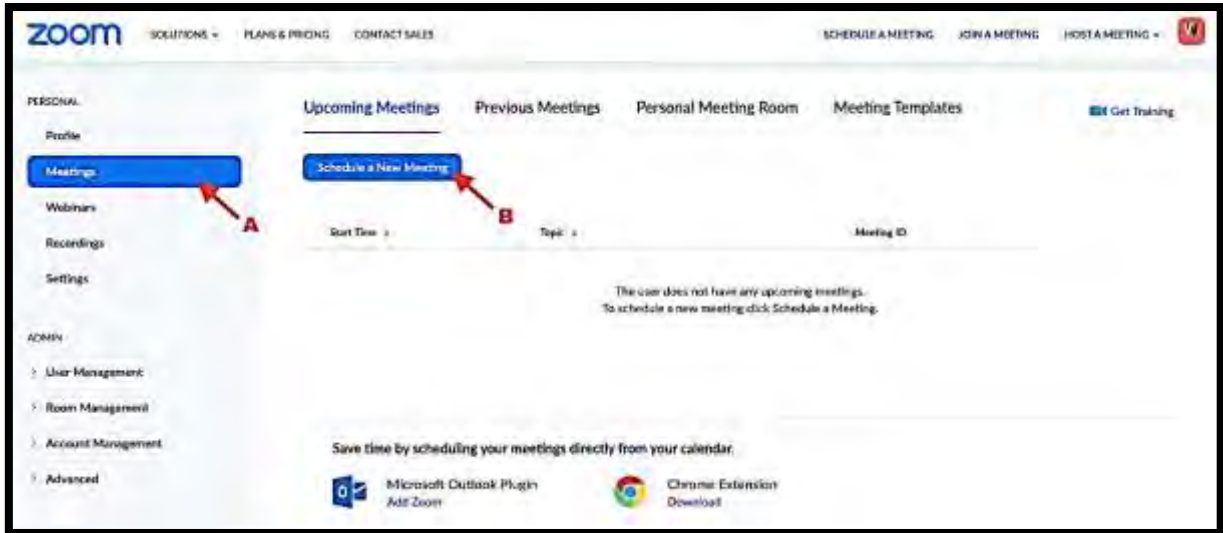 zoom SOLUTIONS PLANS & PRICING CONTACT SALES SCHEDULE A MEETING JOIN A MEETING HOST A MEETING
PERSONAL
Profile
Meetings
Webinars
Recordings
Settings
ADMIN
User Management
Room Management
Account Management
Advanced
Upcoming Meetings Previous Meetings Personal Meeting Room Meeting Templates Get Training
Schedule a New Meeting
A
B
Start Time Topic Meeting ID
The user does not have any upcoming meetings.
To schedule a new meeting click Schedule a Meeting.
Save time by scheduling your meetings directly from your calendar.
Microsoft Outlook Plugin
Add Zoom
Chrome Extension
Download